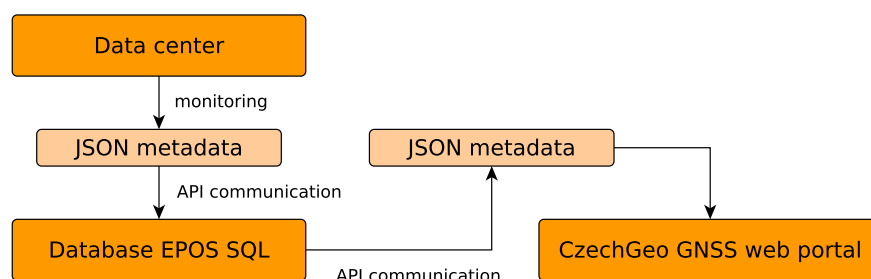 Data center
monitoring
JSON metadata
JSON metadata
API communication
Database EPOS SQL
CzechGeo GNSS web portal
API communication